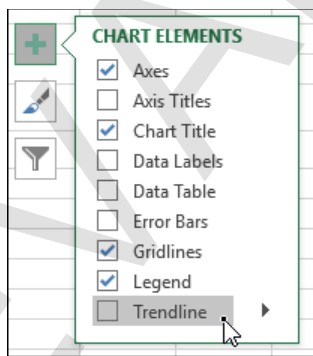 CHART ELEMENTS
Axes
Axis Titles
Chart Title
Data Labels
Data Table
Error Bars
Gridlines
Legend
Trendline